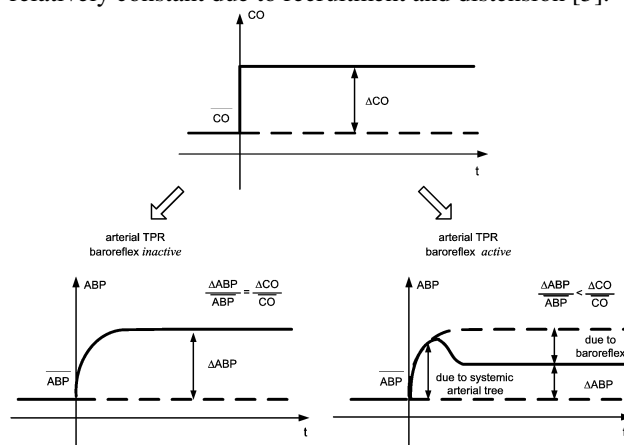 relatively constant due to recruitment and distension [5].
CO
CO
ΔCO
t
arterial TPR
baroreflex inactive
arterial TPR
baroreflex active
ABP
ΔABP/ABP = ΔCO/CO
ABP
ΔABP
t
ABP
ΔABP/ABP < ΔCO/CO
due to
baroreflex
ABP
due to systemic
arterial tree
ΔABP
t